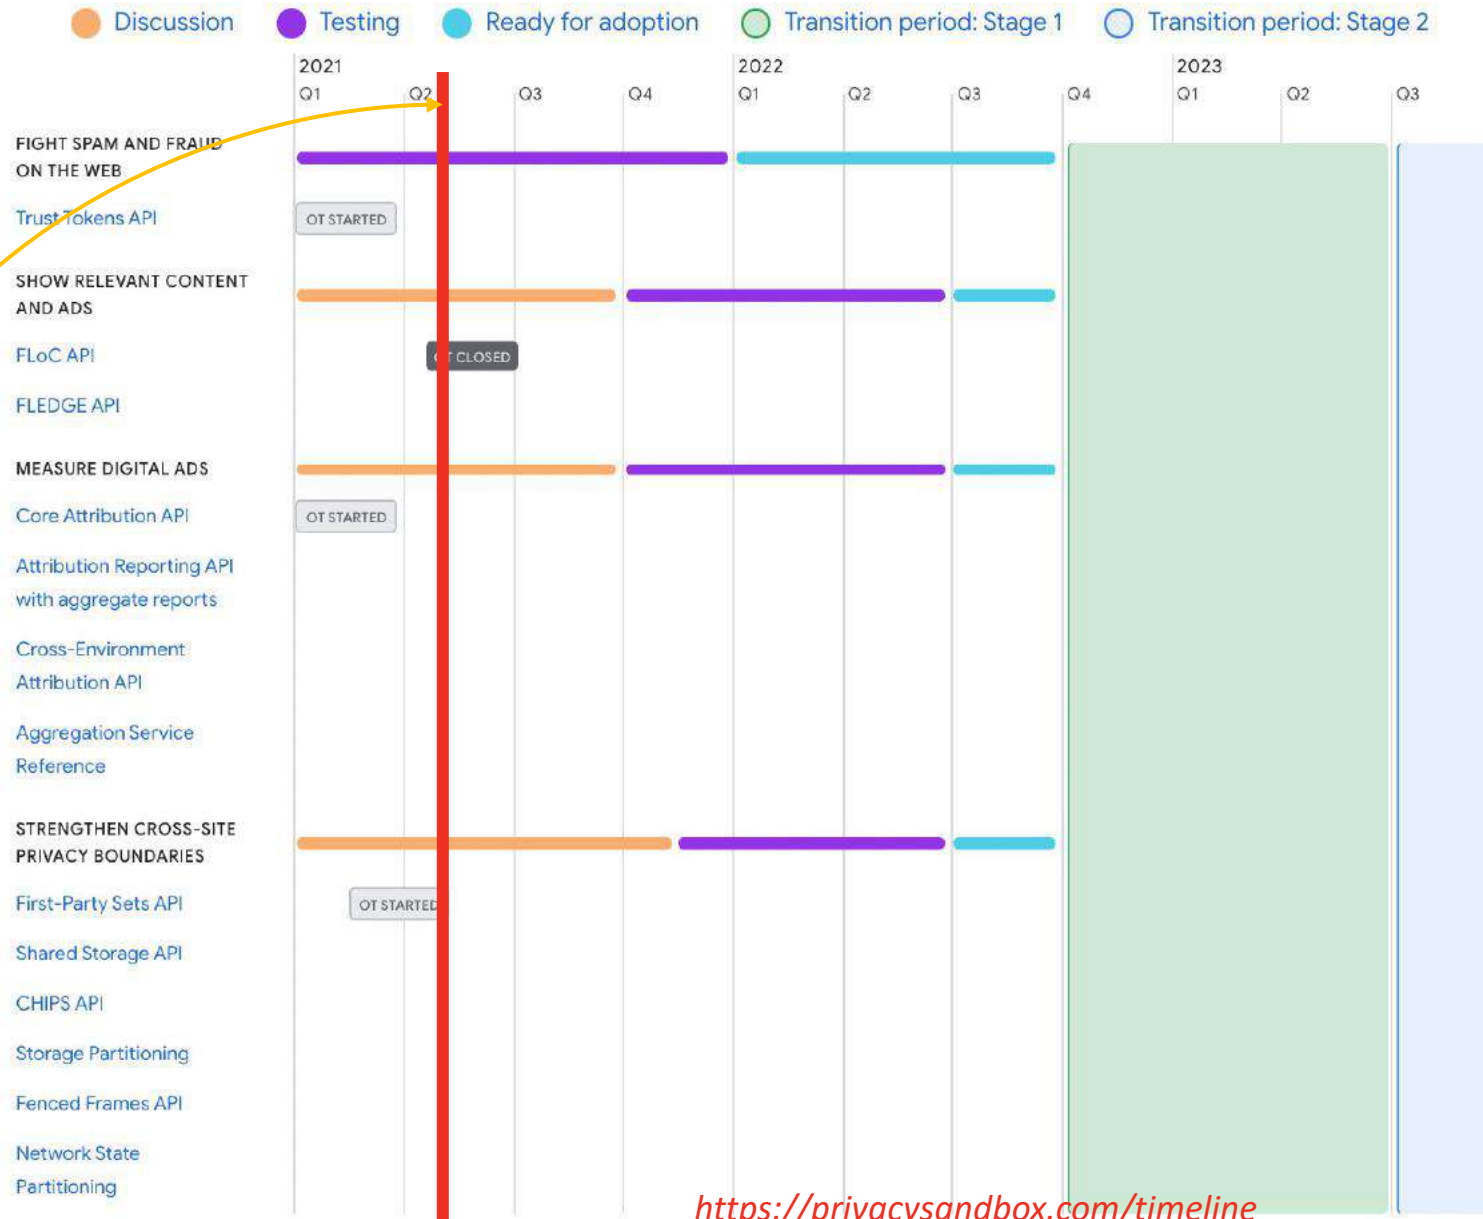 Discussion Testing Ready for adoption Transition period: Stage 1 Transition period: Stage 2
2021 2022 2023
Q1 Q2 Q3 Q4 Q1 Q2 Q3 Q4 Q1 Q2 Q3
FIGHT SPAM AND FRAUD
ON THE WEB
Trust Tokens API OT STARTED
SHOW RELEVANT CONTENT
AND ADS
FLoC API OT CLOSED
FLEDGE API
MEASURE DIGITAL ADS
Core Attribution API OT STARTED
Attribution Reporting API
with aggregate reports
Cross-Environment
Attribution API
Aggregation Service
Reference
STRENGTHEN CROSS-SITE
PRIVACY BOUNDARIES
First-Party Sets API OT STARTED
Shared Storage API
CHIPS API
Storage Partitioning
Fenced Frames API
Network State
Partitioning
https://privacysandbox.com/timeline